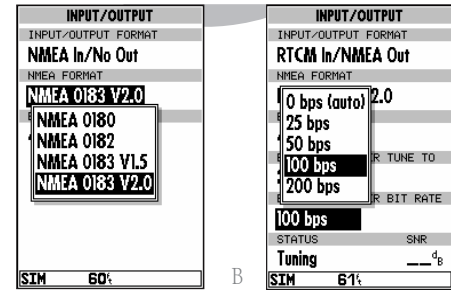 INPUT/OUTPUT
INPUT/OUTPUT FORMAT
NMEA In/No Out
NMEA FORMAT
NMEA 0183 V2.0
NMEA 0180
NMEA 0182
NMEA 0183 V1.5
NMEA 0183 V2.0
SIM 60°F
B
INPUT/OUTPUT
INPUT/OUTPUT FORMAT
RTCM In/NMEA Out
NMEA FORMAT
2.0
0 bps (auto)
25 bps
50 bps
100 bps
200 bps
R TUNE TO
R BIT RATE
100 bps
STATUS SNR
Tuning __dB
SIM 61